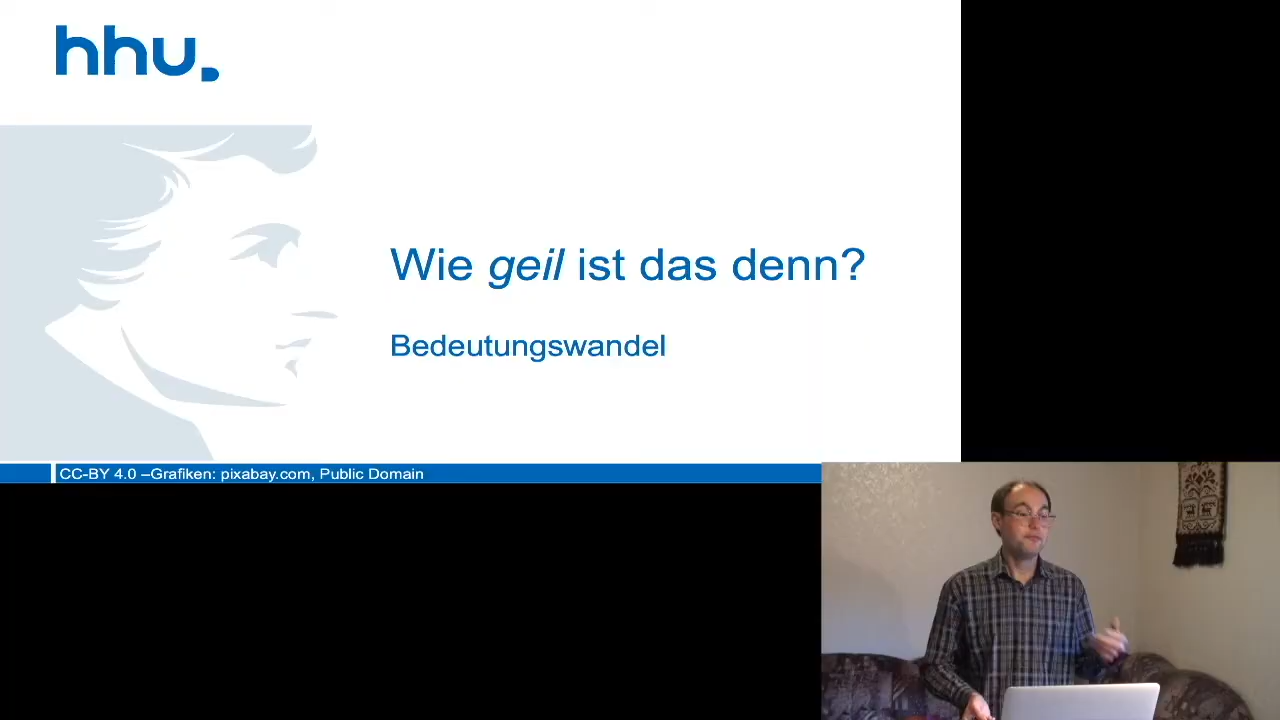 hhu.
Wie geil ist das denn?
Bedeutungswandel
CC-BY 4.0 –Grafiken: pixabay.com, Public Domain